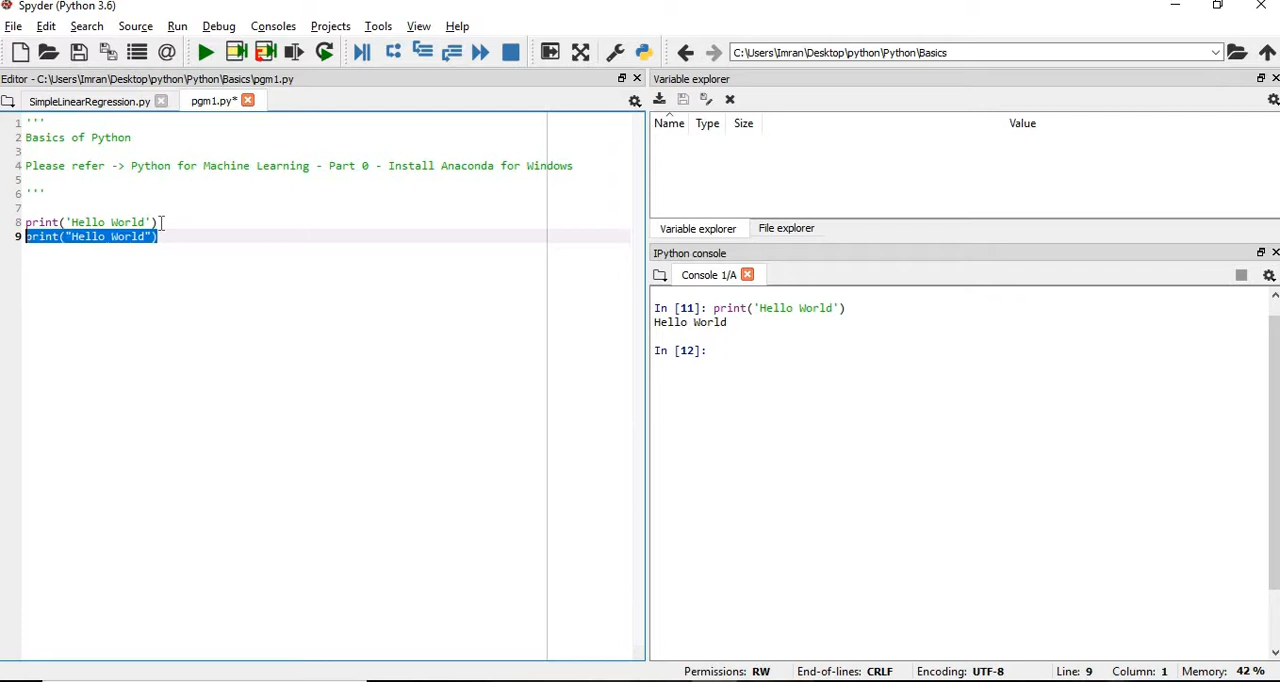 Spyder (Python 3.6)
File Edit Search Source Run Debug Consoles Projects Tools View Help
C:\Users\Imran\Desktop\python\Python\Basics
Editor - C:\Users\Imran\Desktop\python\Python\Basics\pgm1.py
SimpleLinearRegression.py pgm1.py*
1 '''
2 Basics of Python
3
4 Please refer -> Python for Machine Learning - Part 0 - Install Anaconda for Windows
5
6 '''
7
8 print('Hello World')
9 print("Hello World")
Variable explorer
Name Type Size Value
Variable explorer File explorer
IPython console
Console 1/A
In [11]: print('Hello World')
Hello World
In [12]:
Permissions: RW End-of-lines: CRLF Encoding: UTF-8 Line: 9 Column: 1 Memory: 42 %